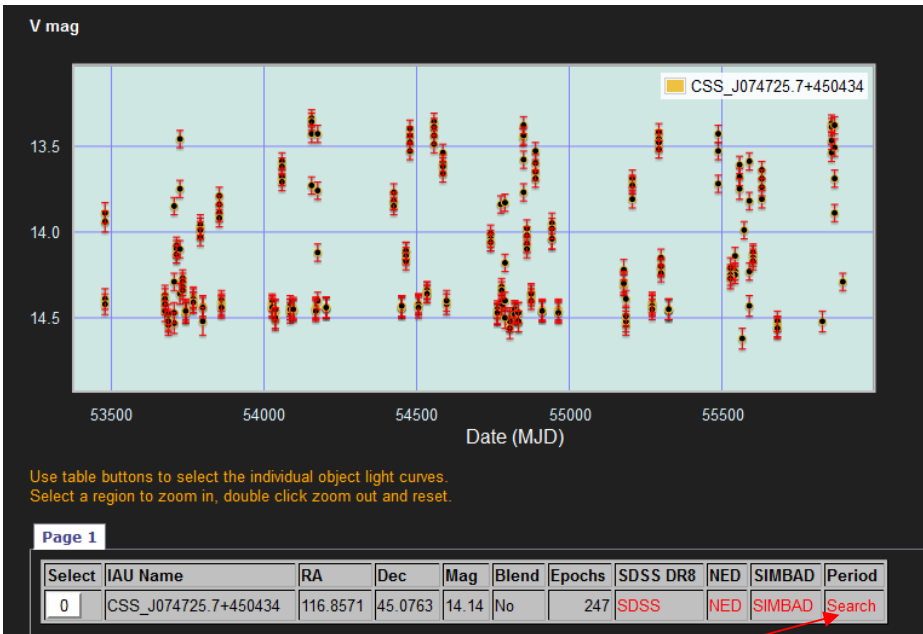 V mag
CSS_J074725.7+450434
13.5
14.0
14.5
53500 54000 54500 55000 55500
Date (MJD)
Use table buttons to select the individual object light curves.
Select a region to zoom in, double click zoom out and reset.
Page 1
Select IAU Name RA Dec Mag Blend Epochs SDSS DR8 NED SIMBAD Period
0 CSS_J074725.7+450434 116.8571 45.0763 14.14 No 247 SDSS NED SIMBAD Search